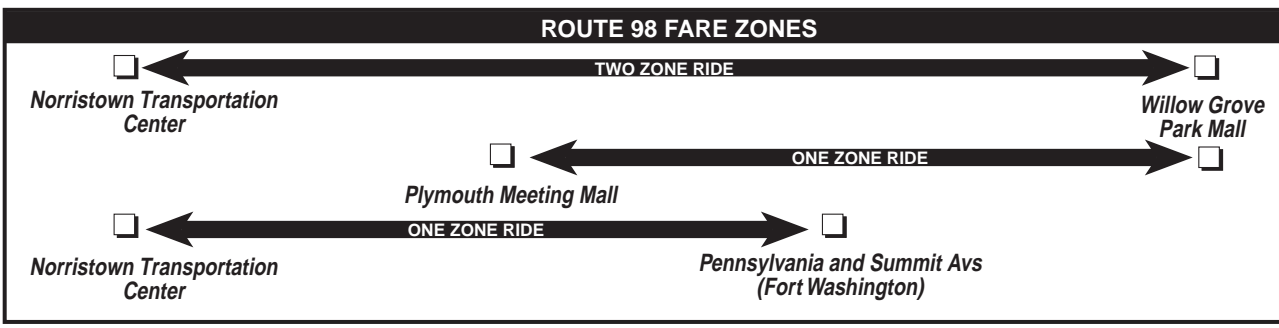 ROUTE 98 FARE ZONES
TWO ZONE RIDE
Norristown Transportation
Center
Willow Grove
Park Mall
ONE ZONE RIDE
Plymouth Meeting Mall
ONE ZONE RIDE
Norristown Transportation
Center
Pennsylvania and Summit Avs
(Fort Washington)